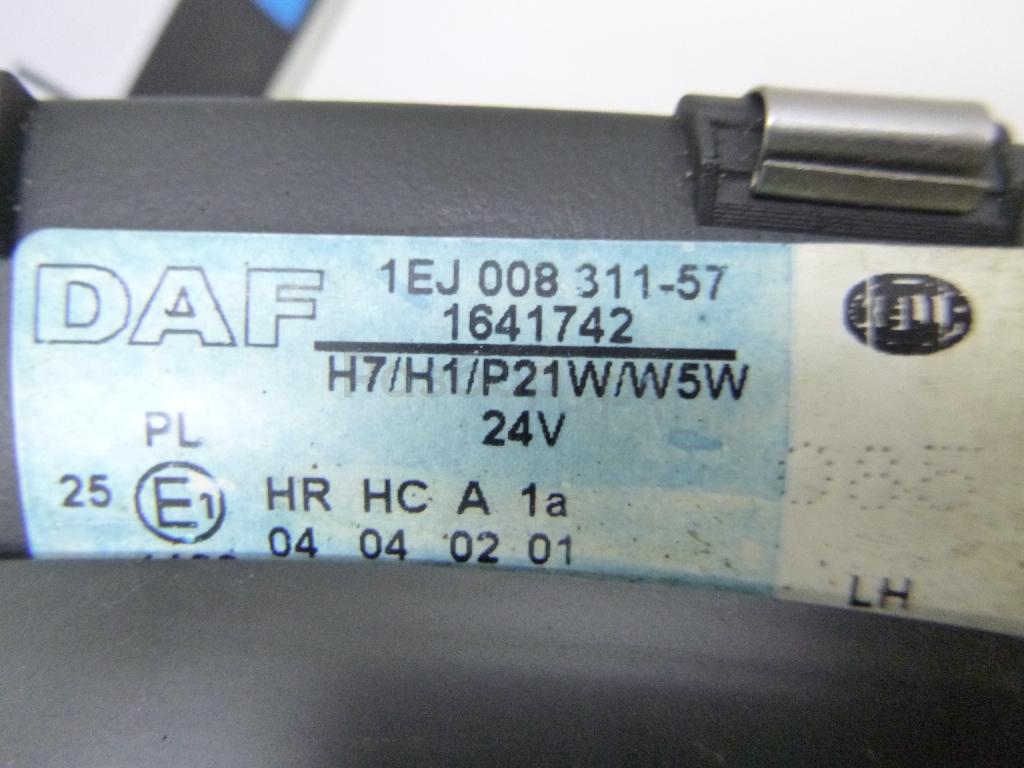 DAF 1EJ 008 311-57
1641742
H7/H1/P21W/W5W
24V
PL
25 E1 HR HC A 1a
04 04 02 01
LH